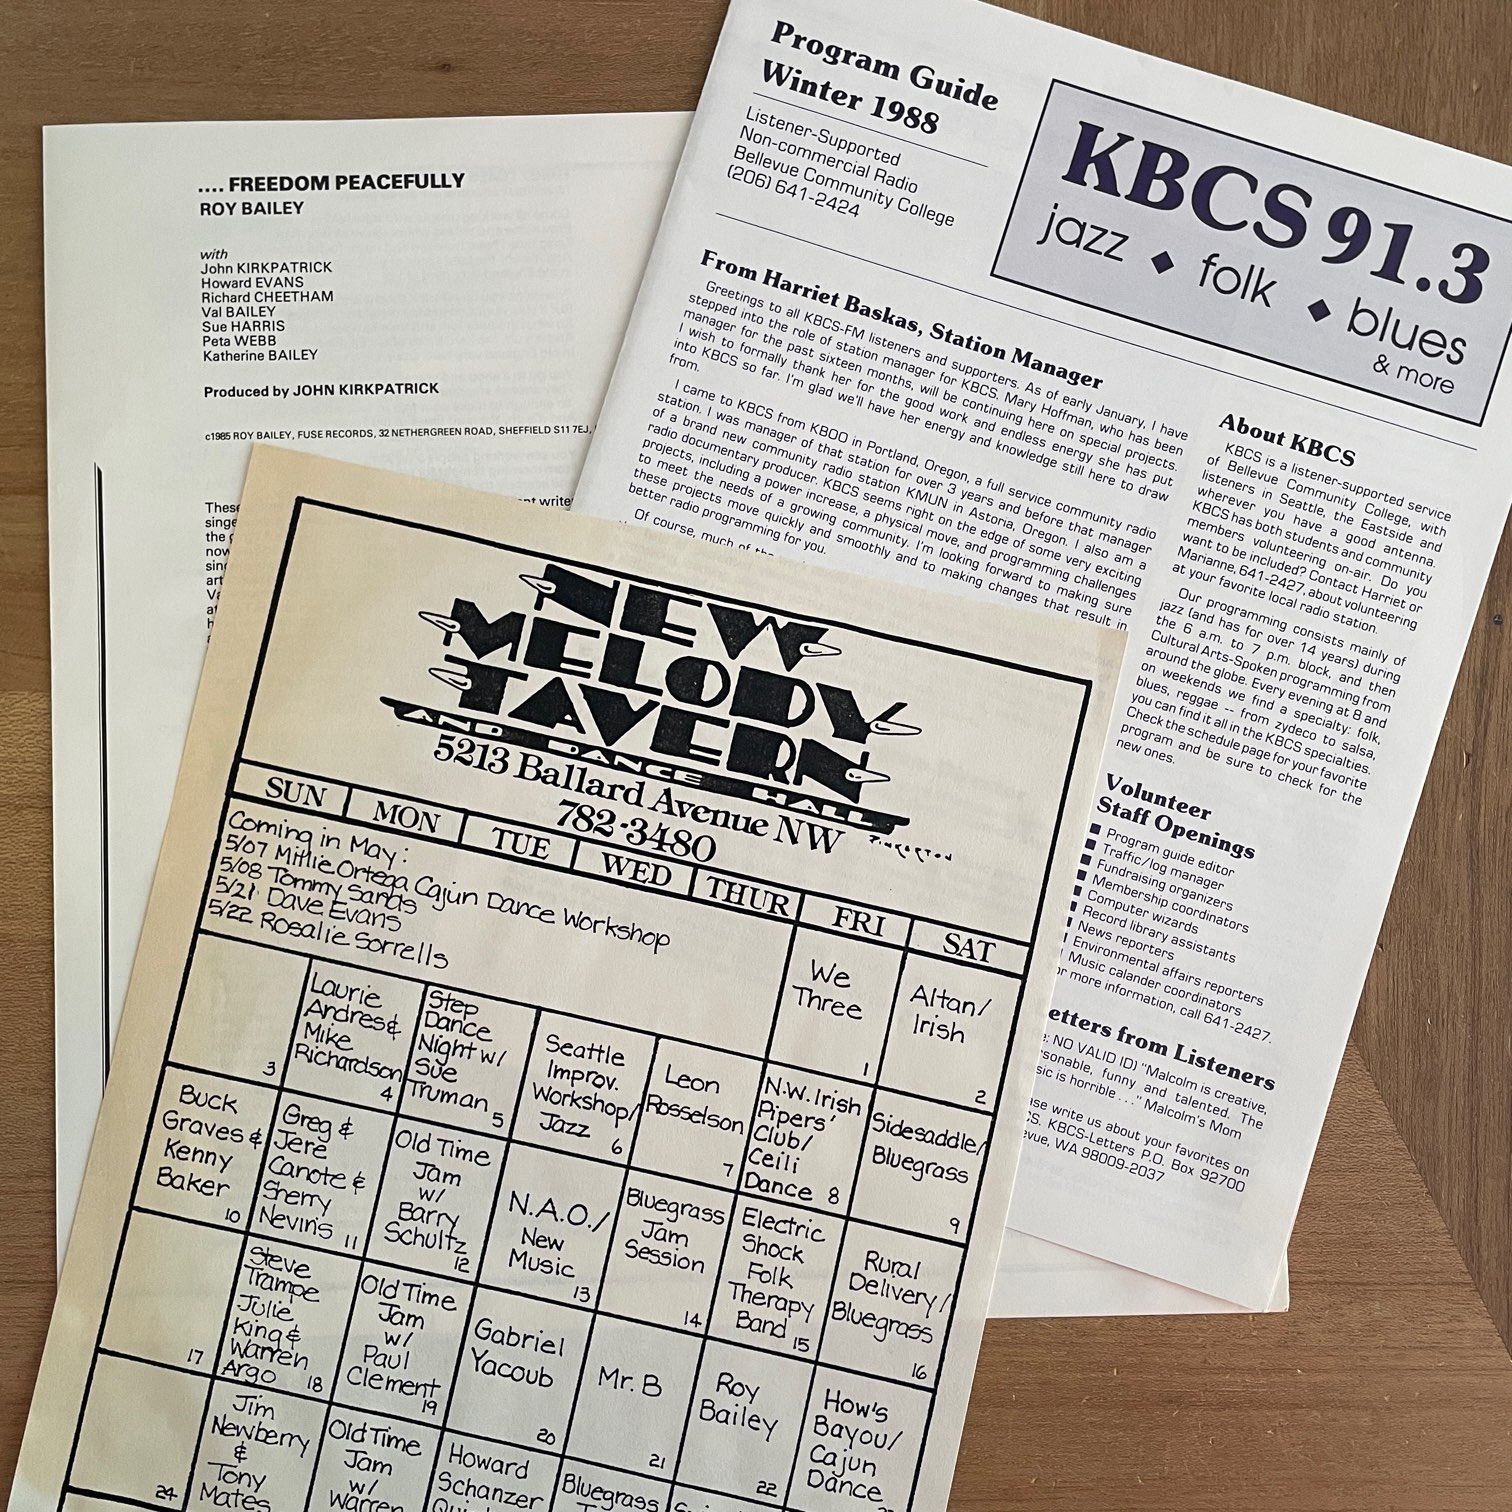 .... FREEDOM PEACEFULLY
ROY BAILEY
with
John KIRKPATRICK
Howard EVANS
Richard CHEETHAM
Val BAILEY
Sue HARRIS
Peta WEBB
Katherine BAILEY
Produced by JOHN KIRKPATRICK
c1985 ROY BAILEY, FUSE RECORDS, 32 NETHERGREEN ROAD, SHEFFIELD S11 7EJ,
These
singe
now
Program Guide
Winter 1988
Listener-Supported
Non-commercial Radio
Bellevue Community College
(206) 641-2424
KBCS 91.3
jazz ◆ folk ◆ blues
& more
From Harriet Baskas, Station Manager
Greetings to all KBCS-FM listeners and supporters. As of early January, I have
stepped into the role of station manager for KBCS. Mary Hoffman, who has been
manager for the past sixteen months, will be continuing here on special projects.
I wish to formally thank her for the good work and endless energy she has put
into KBCS so far. I'm glad we'll have her energy and knowledge still here to draw
from.
I came to KBCS from KBOO in Portland, Oregon, a full service community radio
station. I was manager of that station for over 3 years and before that manager
of a brand new community radio station KMUN in Astoria, Oregon. I also am a
radio documentary producer. KBCS seems right on the edge of some very exciting
projects, including a power increase, a physical move, and programming challenges
to meet the needs of a growing community. I'm looking forward to making sure
these projects move quickly and smoothly and to making changes that result in
better radio programming for you.
Of course, much of the
About KBCS
KBCS is a listener-supported service
of Bellevue Community College, with
listeners in Seattle, the Eastside and
wherever you have a good antenna.
KBCS has both students and community
members volunteering on-air. Do you
want to be included? Contact Harriet or
Marianne, 641-2427, about volunteering
at your favorite local radio station.
Our programming consists mainly of
jazz (and has for over 14 years) during
the 6 a.m. to 7 p.m. block, and then
Cultural Arts-Spoken programming from
around the globe. Every evening at 8 and
on weekends we find a specialty: folk,
blues, reggae -- from zydeco to salsa,
you can find it all in the KBCS specialties.
Check the schedule page for your favorite
program and be sure to check for the
new ones.
Volunteer
Staff Openings
■ Program guide editor
■ Traffic/log manager
■ Fundraising organizers
■ Membership coordinators
■ Computer wizards
■ Record library assistants
■ News reporters
Environmental affairs reporters
Music calander coordinators
or more information, call 641-2427.
etters from Listeners
: NO VALID ID) "Malcolm is creative,
rsonable, funny and talented. The
sic is horrible . . ." Malcolm's Mom
ase write us about your favorites on
CS. KBCS-Letters P.O. Box 92700
evue, WA 98009-2037
NEW
MELODY
TAVERN
AND DANCE HALL
PINKERTON
5213 Ballard Avenue NW
782-3480
SUN MON TUE WED THUR FRI SAT
Coming in May:
5/07 Millie Ortega Cajun Dance Workshop
5/08 Tommy Sands
5/21 Dave Evans
5/22 Rosalie Sorrells
We
Three
1
Altan/
Irish
2
3
Laurie
Andres &
Mike
Richardson
4
Step
Dance
Night w/
Sue
Truman
5
Seattle
Improv.
Workshop/
Jazz
6
Leon
Rosselson
7
N.W. Irish
Pipers'
Club/
Ceili
Dance 8
Sidesaddle/
Bluegrass
9
Buck
Graves &
Kenny
Baker
10
Greg &
Jere
Canote &
Sherry
Nevins 11
Old Time
Jam
w/
Barry
Schultz
12
N.A.O./
New
Music
13
Bluegrass
Jam
Session
14
Electric
Shock
Folk
Therapy
Band 15
Rural
Delivery/
Bluegrass
16
17
Steve
Trampe
Julie
King &
Warren
Argo 18
Old Time
Jam
w/
Paul
Clement
19
Gabriel
Yacoub
20
Mr. B
21
Roy
Bailey
22
How's
Bayou/
Cajun
Dance
24
Jim
Newberry
&
Tony
Mates
Old Time
Jam
w/
Warren
Howard
Schanzer
Bluegrass